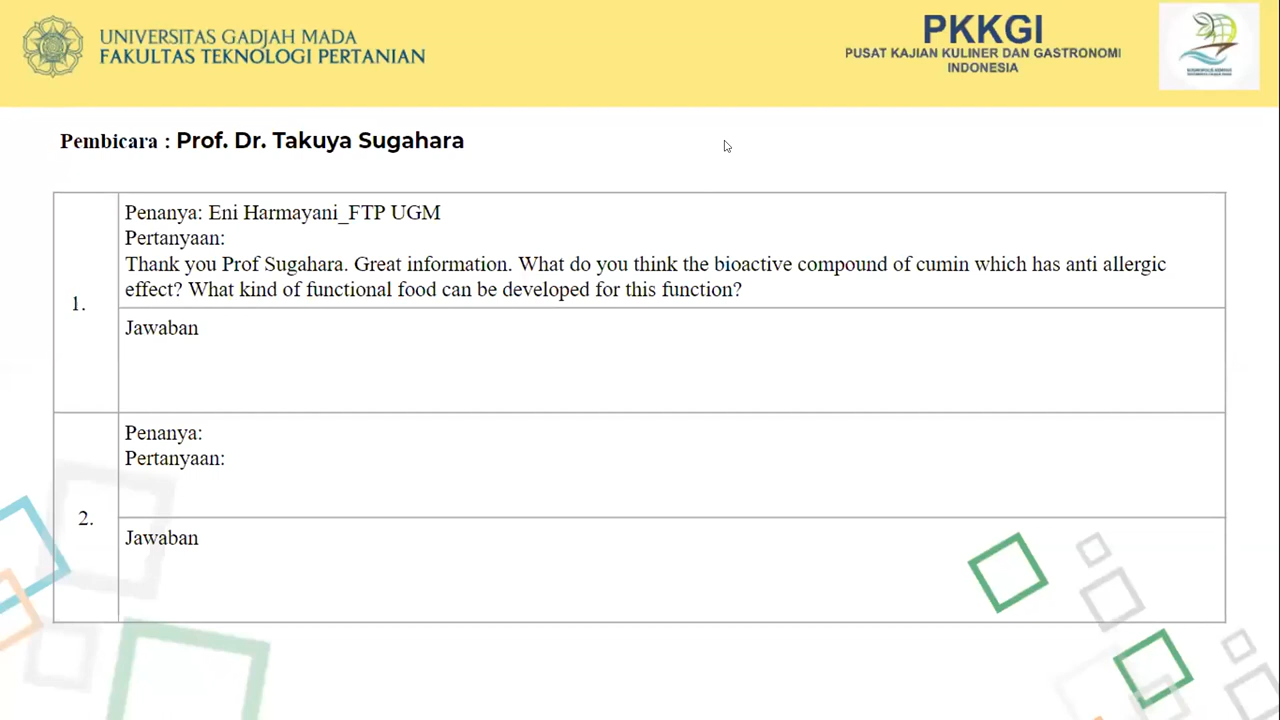 UNIVERSITAS GADJAH MADA
FAKULTAS TEKNOLOGI PERTANIAN
PKKGI
PUSAT KAJIAN KULINER DAN GASTRONOMI
INDONESIA
Pembicara : Prof. Dr. Takuya Sugahara
1.
Penanya: Eni Harmayani_FTP UGM
Pertanyaan:
Thank you Prof Sugahara. Great information. What do you think the bioactive compound of cumin which has anti allergic
effect? What kind of functional food can be developed for this function?
Jawaban
2.
Penanya:
Pertanyaan:
Jawaban